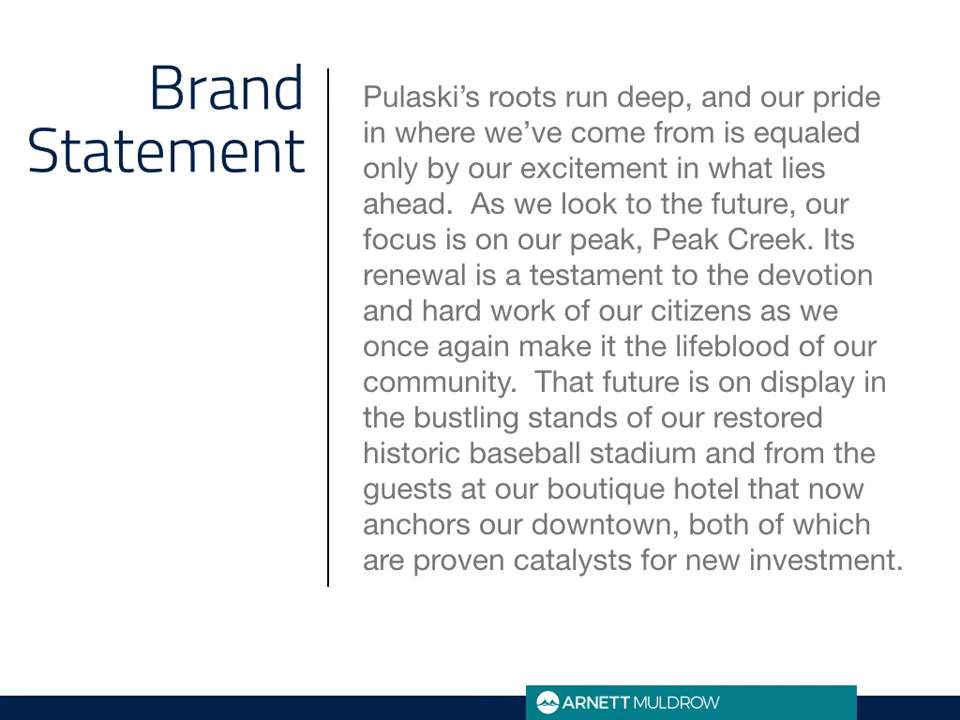 Brand
Statement
Pulaski’s roots run deep, and our pride
in where we’ve come from is equaled
only by our excitement in what lies
ahead.  As we look to the future, our
focus is on our peak, Peak Creek. Its
renewal is a testament to the devotion
and hard work of our citizens as we
once again make it the lifeblood of our
community.  That future is on display in
the bustling stands of our restored
historic baseball stadium and from the
guests at our boutique hotel that now
anchors our downtown, both of which
are proven catalysts for new investment.
ARNETT MULDROW